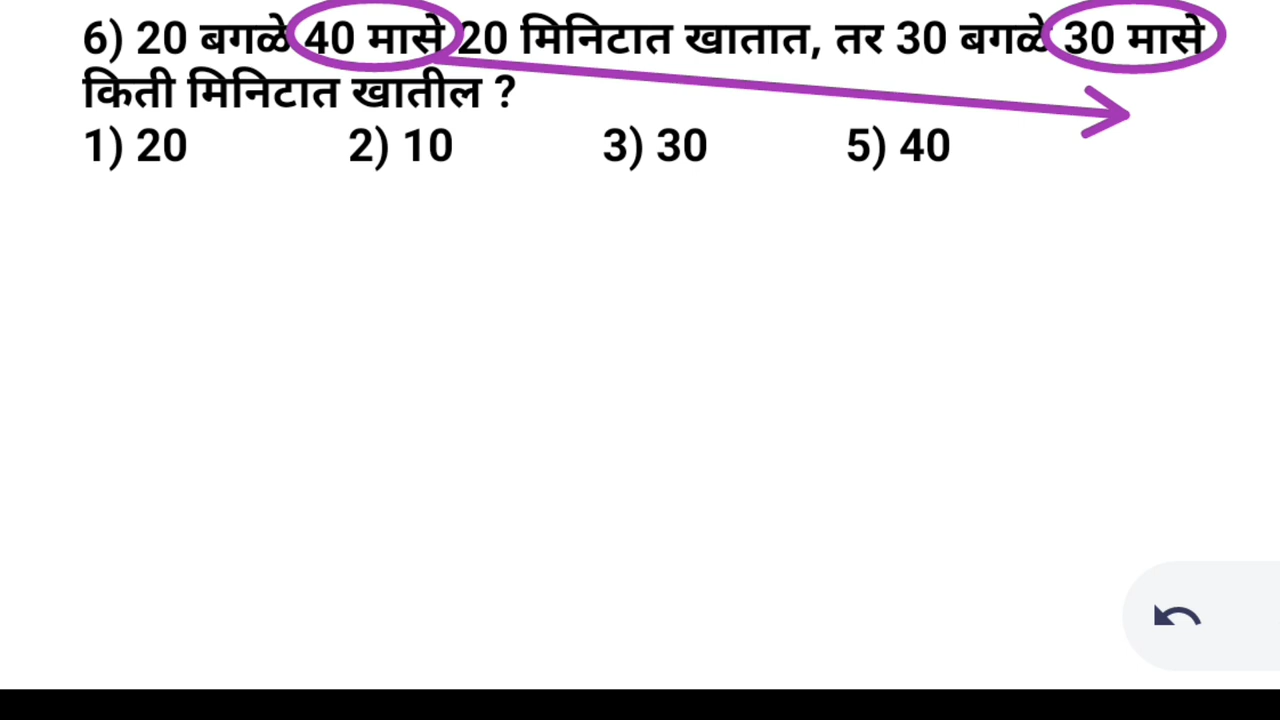 6) 20 बगळे 40 मासे 20 मिनिटात खातात, तर 30 बगळे 30 मासे
किती मिनिटात खातील ?
1) 20 2) 10 3) 30 5) 40